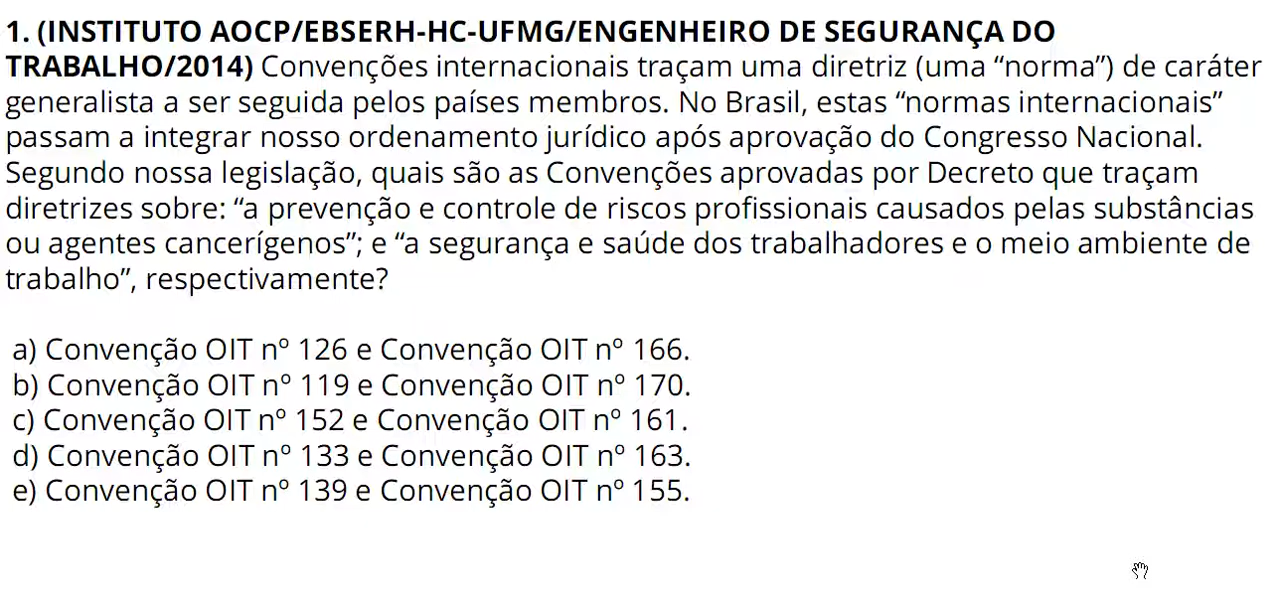 1. (INSTITUTO AOCP/EBSERH-HC-UFMG/ENGENHEIRO DE SEGURANÇA DO
TRABALHO/2014) Convenções internacionais traçam uma diretriz (uma “norma”) de caráter
generalista a ser seguida pelos países membros. No Brasil, estas “normas internacionais”
passam a integrar nosso ordenamento jurídico após aprovação do Congresso Nacional.
Segundo nossa legislação, quais são as Convenções aprovadas por Decreto que traçam
diretrizes sobre: “a prevenção e controle de riscos profissionais causados pelas substâncias
ou agentes cancerígenos”; e “a segurança e saúde dos trabalhadores e o meio ambiente de
trabalho”, respectivamente?
a) Convenção OIT nº 126 e Convenção OIT nº 166.
b) Convenção OIT nº 119 e Convenção OIT nº 170.
c) Convenção OIT nº 152 e Convenção OIT nº 161.
d) Convenção OIT nº 133 e Convenção OIT nº 163.
e) Convenção OIT nº 139 e Convenção OIT nº 155.